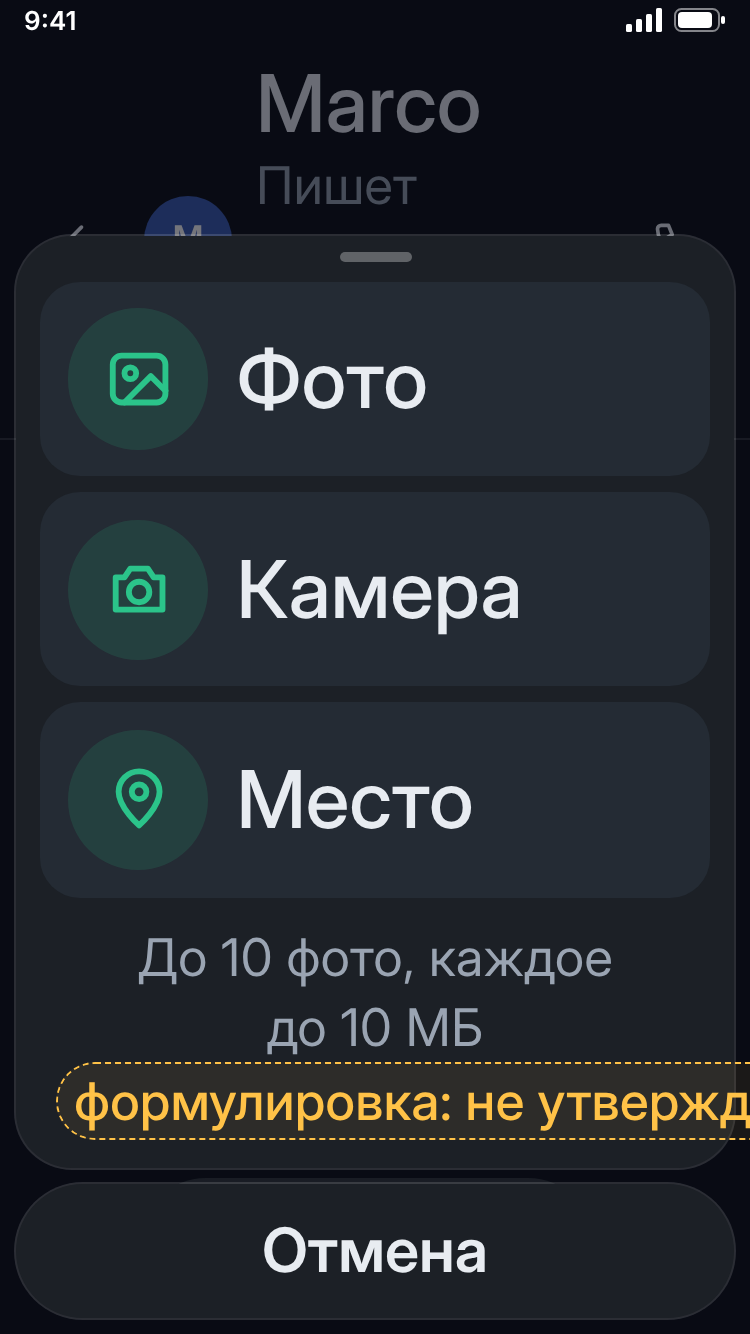 9:41
Marco
Пишет
M
Фото
Камера
Место
До 10 фото, каждое
до 10 МБ
формулировка: не утвержд
Отмена